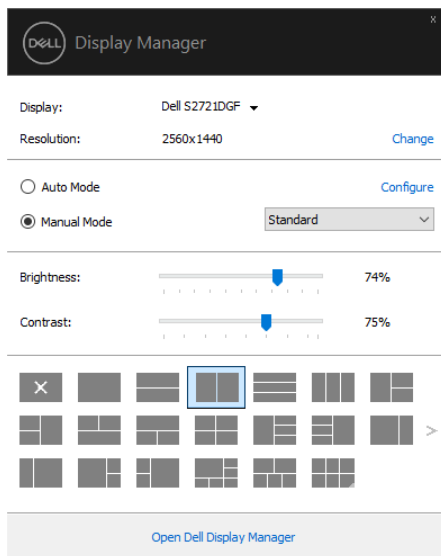 x
DELL Display Manager
Display: Dell S2721DGF
Resolution: 2560x1440 Change
Auto Mode Configure
Manual Mode Standard
Brightness: 74%
Contrast: 75%
Open Dell Display Manager